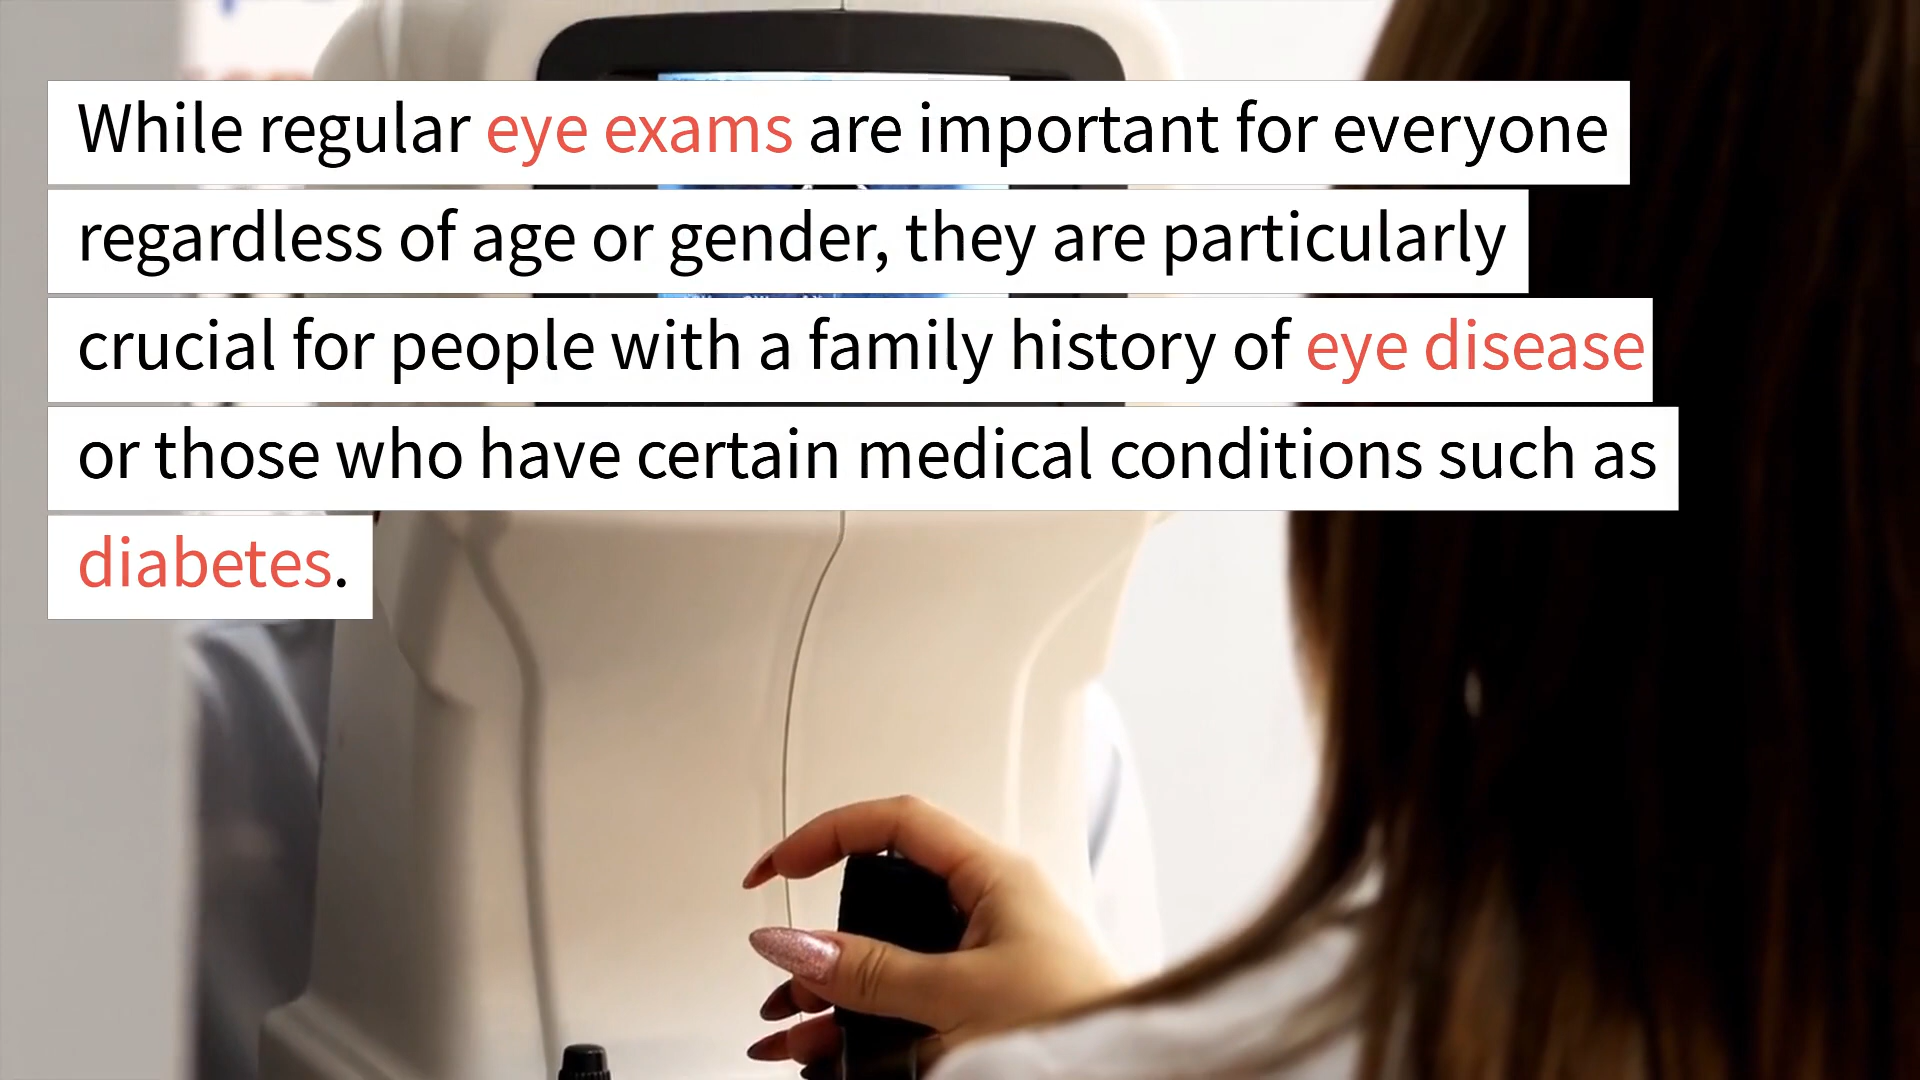 While regular eye exams are important for everyone
regardless of age or gender, they are particularly
crucial for people with a family history of eye disease
or those who have certain medical conditions such as
diabetes.